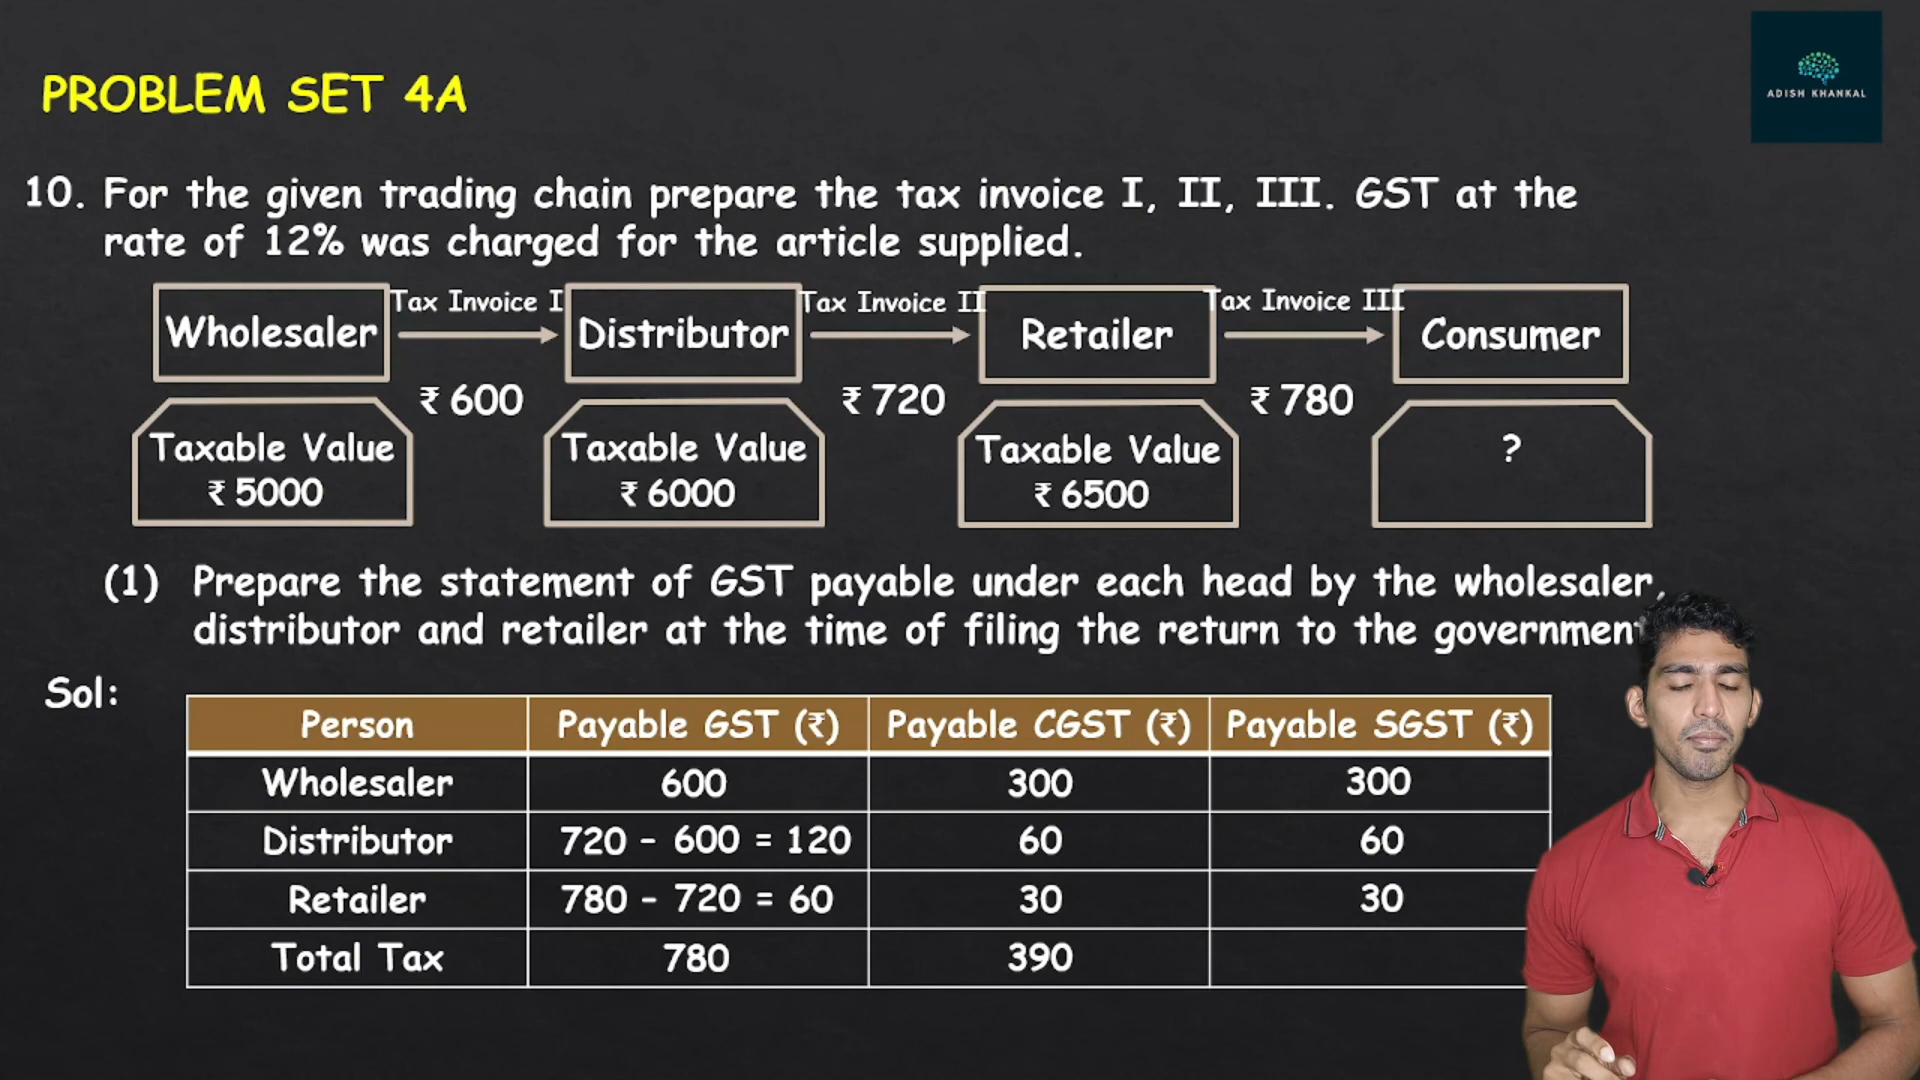 ADISH KHANKAL
PROBLEM SET 4A
10. For the given trading chain prepare the tax invoice I, II, III. GST at the
rate of 12% was charged for the article supplied.
Wholesaler Tax Invoice I Distributor Tax Invoice II Retailer Tax Invoice III Consumer
₹ 600 ₹ 720 ₹ 780
Taxable Value Taxable Value Taxable Value ?
₹ 5000 ₹ 6000 ₹ 6500
(1) Prepare the statement of GST payable under each head by the wholesaler,
distributor and retailer at the time of filing the return to the government
Sol:
Person Payable GST (₹) Payable CGST (₹) Payable SGST (₹)
Wholesaler 600 300 300
Distributor 720 - 600 = 120 60 60
Retailer 780 - 720 = 60 30 30
Total Tax 780 390